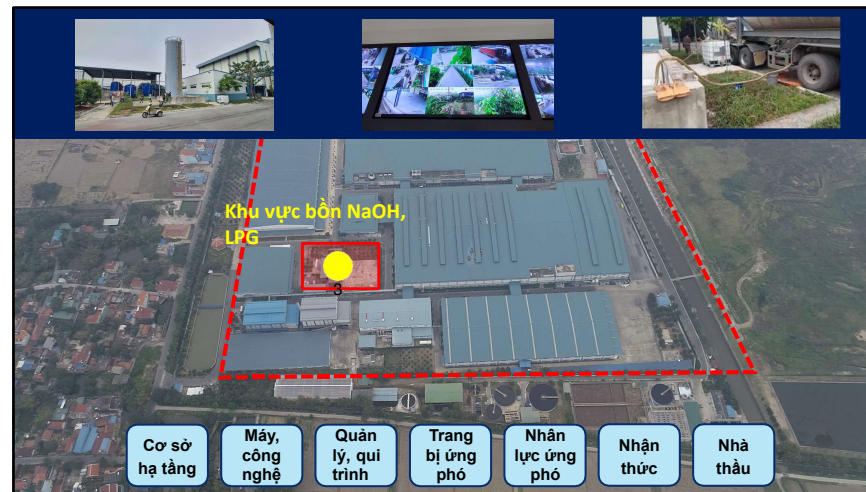 Khu vực bồn NaOH,
LPG
3
Cơ sở
hạ tầng
Máy,
công
nghệ
Quản
lý, qui
trình
Trang
bị ứng
phó
Nhân
lực ứng
phó
Nhận
thức
Nhà
thầu